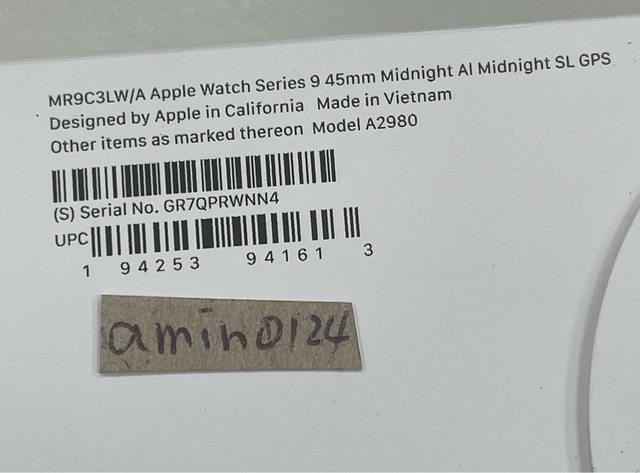 MR9C3LW/A Apple Watch Series 9 45mm Midnight Al Midnight SL GPS
Designed by Apple in California Made in Vietnam
Other items as marked thereon Model A2980
(S) Serial No. GR7QPRWNN4
UPC
1 94253 94161 3
amin0124